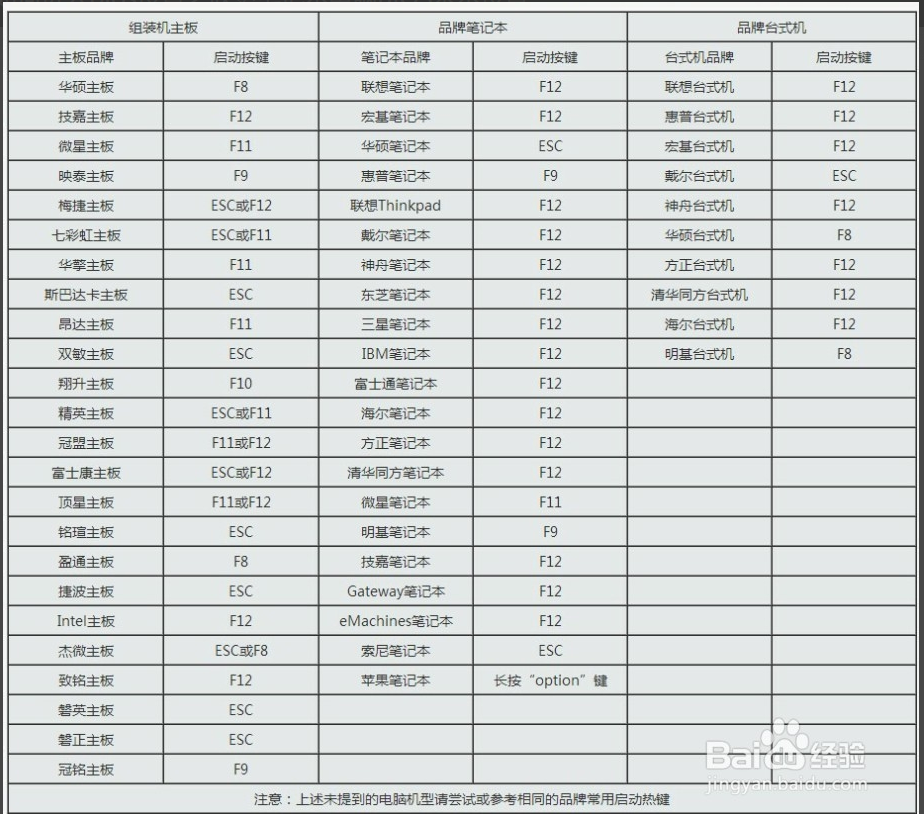 组装机主板 品牌笔记本 品牌台式机
主板品牌 启动按键 笔记本品牌 启动按键 台式机品牌 启动按键
华硕主板 F8 联想笔记本 F12 联想台式机 F12
技嘉主板 F12 宏基笔记本 F12 惠普台式机 F12
微星主板 F11 华硕笔记本 ESC 宏基台式机 F12
映泰主板 F9 惠普笔记本 F9 戴尔台式机 ESC
梅捷主板 ESC或F12 联想Thinkpad F12 神舟台式机 F12
七彩虹主板 ESC或F11 戴尔笔记本 F12 华硕台式机 F8
华擎主板 F11 神舟笔记本 F12 方正台式机 F12
斯巴达卡主板 ESC 东芝笔记本 F12 清华同方台式机 F12
昂达主板 F11 三星笔记本 F12 海尔台式机 F12
双敏主板 ESC IBM笔记本 F12 明基台式机 F8
翔升主板 F10 富士通笔记本 F12
精英主板 ESC或F11 海尔笔记本 F12
冠盟主板 F11或F12 方正笔记本 F12
富士康主板 ESC或F12 清华同方笔记本 F12
顶星主板 F11或F12 微星笔记本 F11
铭瑄主板 ESC 明基笔记本 F9
盈通主板 F8 技嘉笔记本 F12
捷波主板 ESC Gateway笔记本 F12
Intel主板 F12 eMachines笔记本 F12
杰微主板 ESC或F8 索尼笔记本 ESC
致铭主板 F12 苹果笔记本 长按“option”键
磐英主板 ESC
磐正主板 ESC
冠铭主板 F9
注意：上述未提到的电脑机型请尝试或参考相同的品牌常用启动热键
Bai du 经验
jingyan.baidu.com